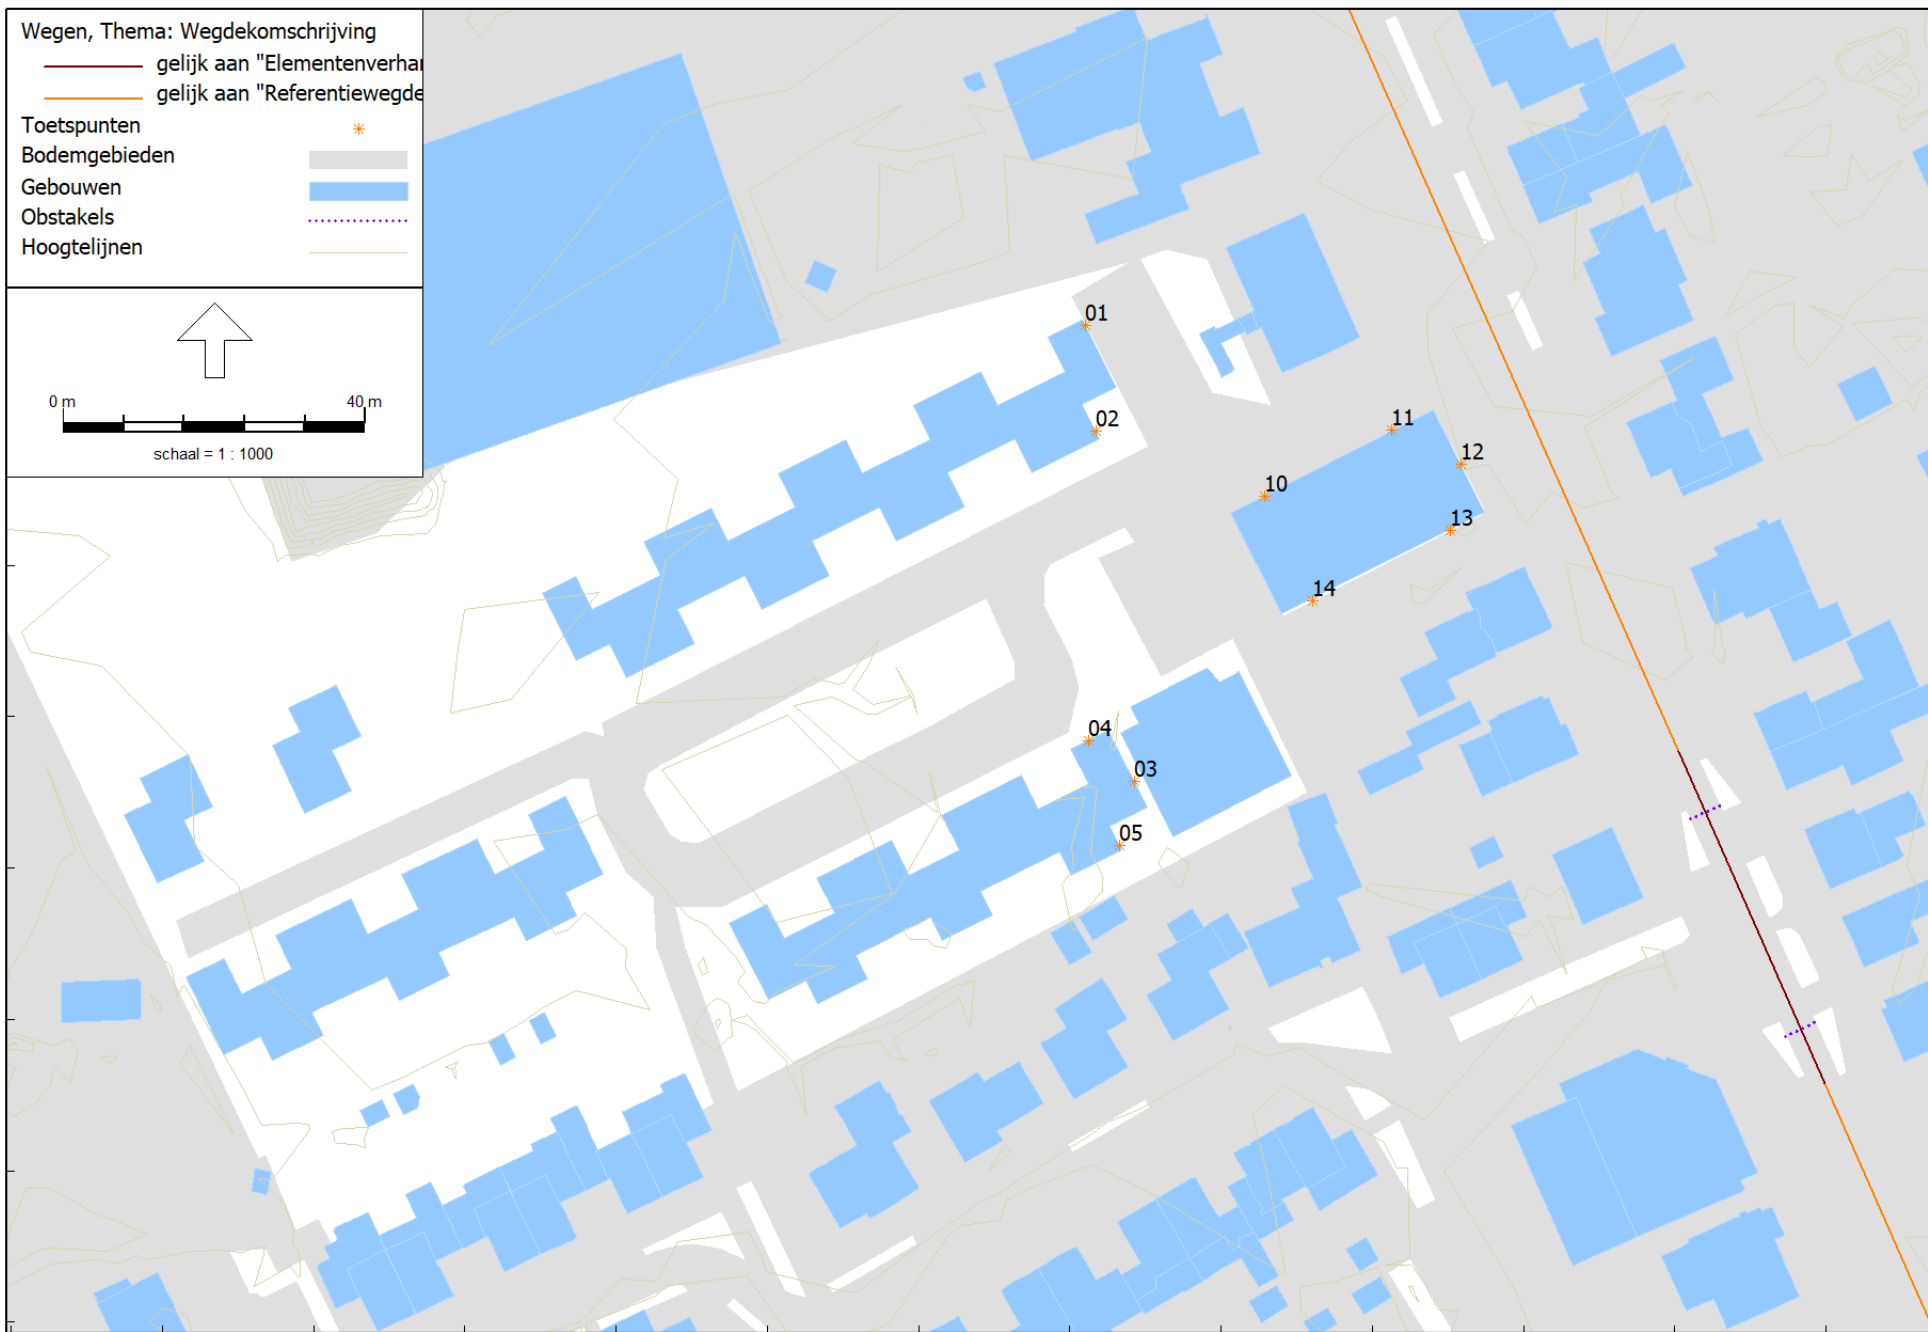 Wegen, Thema: Wegdekomschrijving
gelijk aan "Elementenverha
gelijk aan "Referentiewegde
Toetspunten
Bodemgebieden
Gebouwen
Obstakels
Hoogtelijnen
0 m 40 m
schaal = 1 : 1000
01
02
11
12
10
13
14
04
03
05